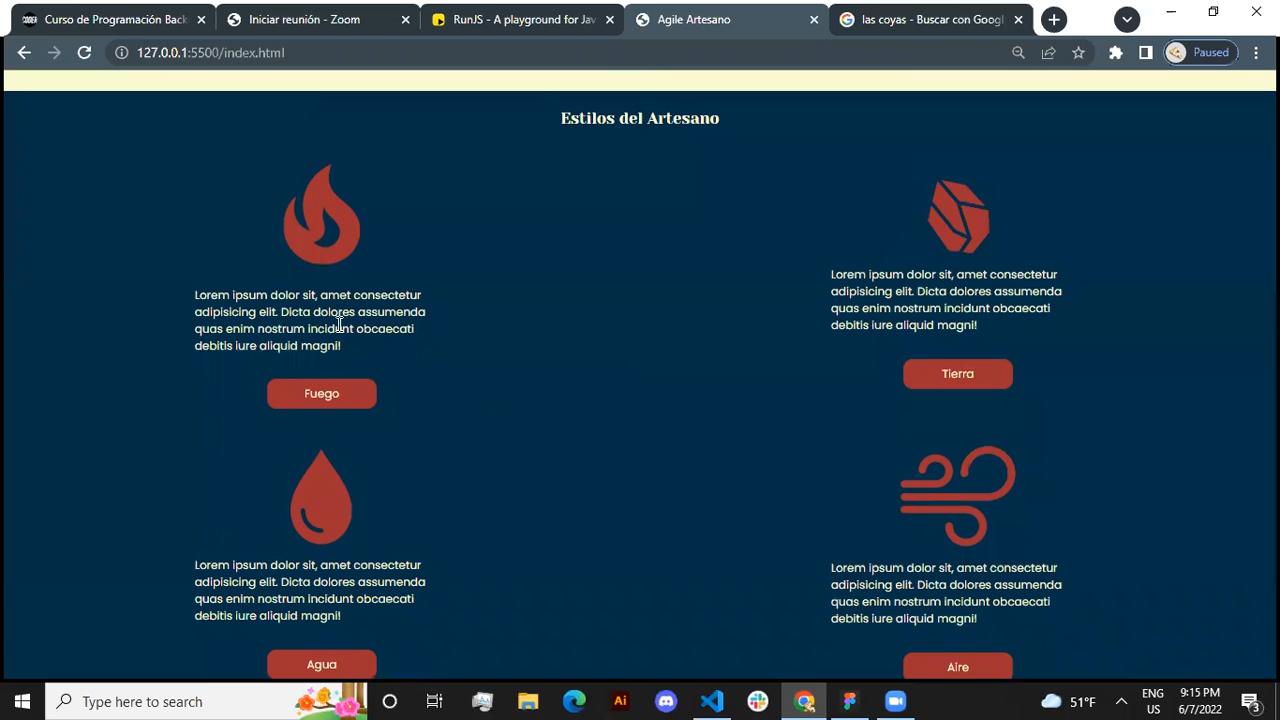 Curso de Programación Back
Iniciar reunión - Zoom
RunJS - A playground for Jav
Agile Artesano
las coyas - Buscar con Googl
127.0.0.1:5500/index.html
Paused
Estilos del Artesano
Lorem ipsum dolor sit, amet consectetur
adipisicing elit. Dicta dolores assumenda
quas enim nostrum incidunt obcaecati
debitis iure aliquid magni!
Fuego
Lorem ipsum dolor sit, amet consectetur
adipisicing elit. Dicta dolores assumenda
quas enim nostrum incidunt obcaecati
debitis iure aliquid magni!
Tierra
Lorem ipsum dolor sit, amet consectetur
adipisicing elit. Dicta dolores assumenda
quas enim nostrum incidunt obcaecati
debitis iure aliquid magni!
Agua
Lorem ipsum dolor sit, amet consectetur
adipisicing elit. Dicta dolores assumenda
quas enim nostrum incidunt obcaecati
debitis iure aliquid magni!
Aire
Type here to search
Ai
51°F
ENG
US
9:15 PM
6/7/2022
3